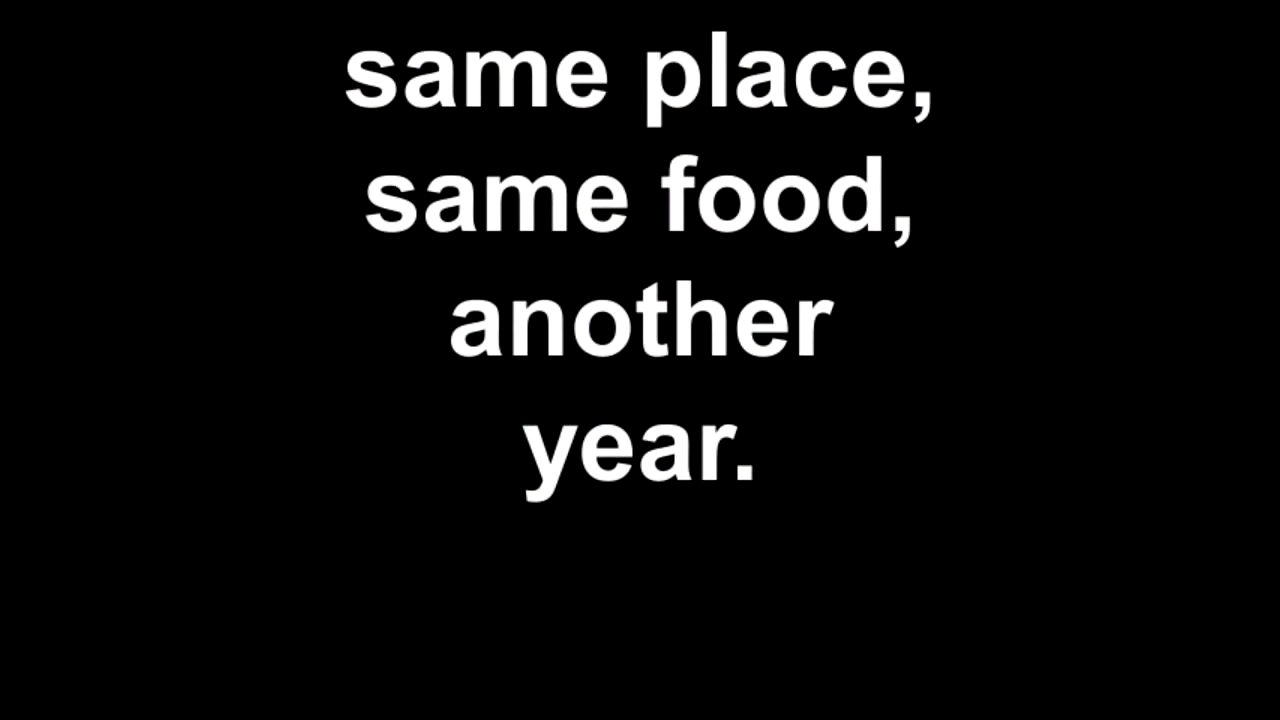 same place,
same food,
another
year.